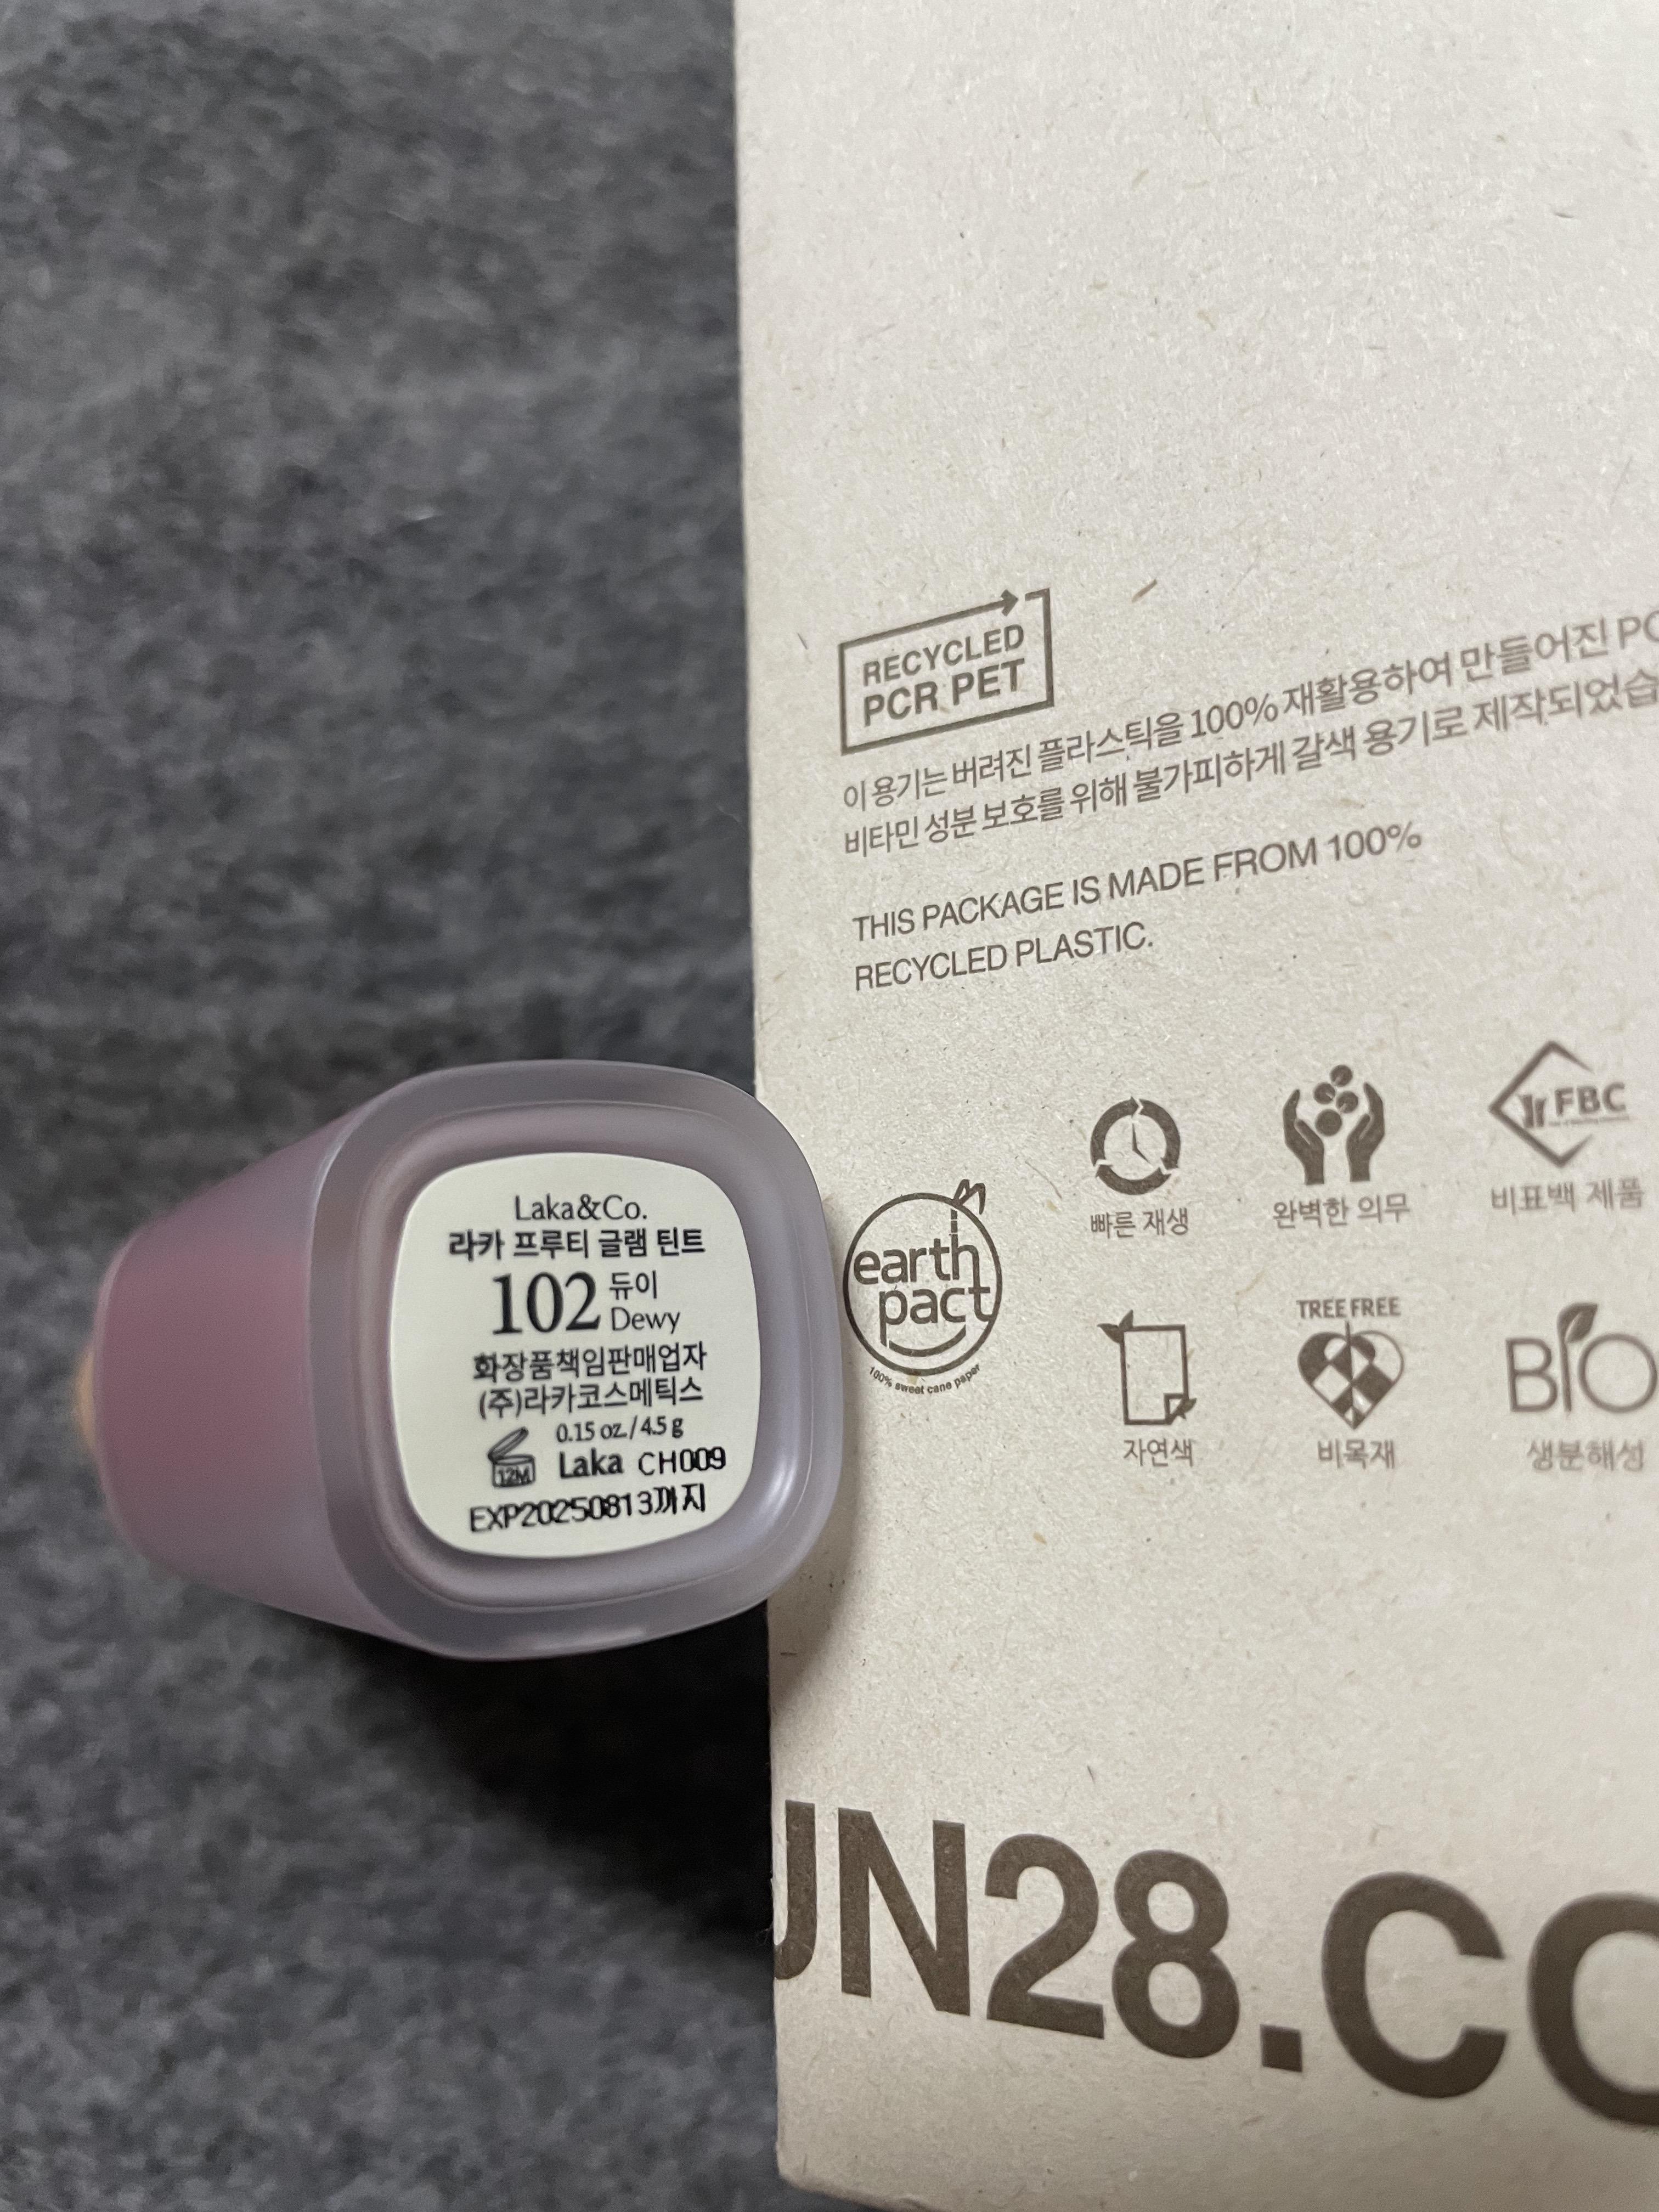 Laka&Co.
라카 프루티 글램 틴트
102 듀이
Dewy
화장품책임판매업자
(주)라카코스메틱스
0.15 oz./4.5 g
12M Laka CH009
EXP20250813까지
RECYCLED
PCR PET
이 용기는 버려진 플라스틱을 100% 재활용하여 만들어진 PC
비타민 성분 보호를 위해 불가피하게 갈색 용기로 제작되었습
THIS PACKAGE IS MADE FROM 100%
RECYCLED PLASTIC.
earth
pact
100% sweet cane paper
빠른 재생
완벽한 의무
FBC
비표백 제품
자연색
TREE FREE
비목재
BIO
생분해성
UN28.CO